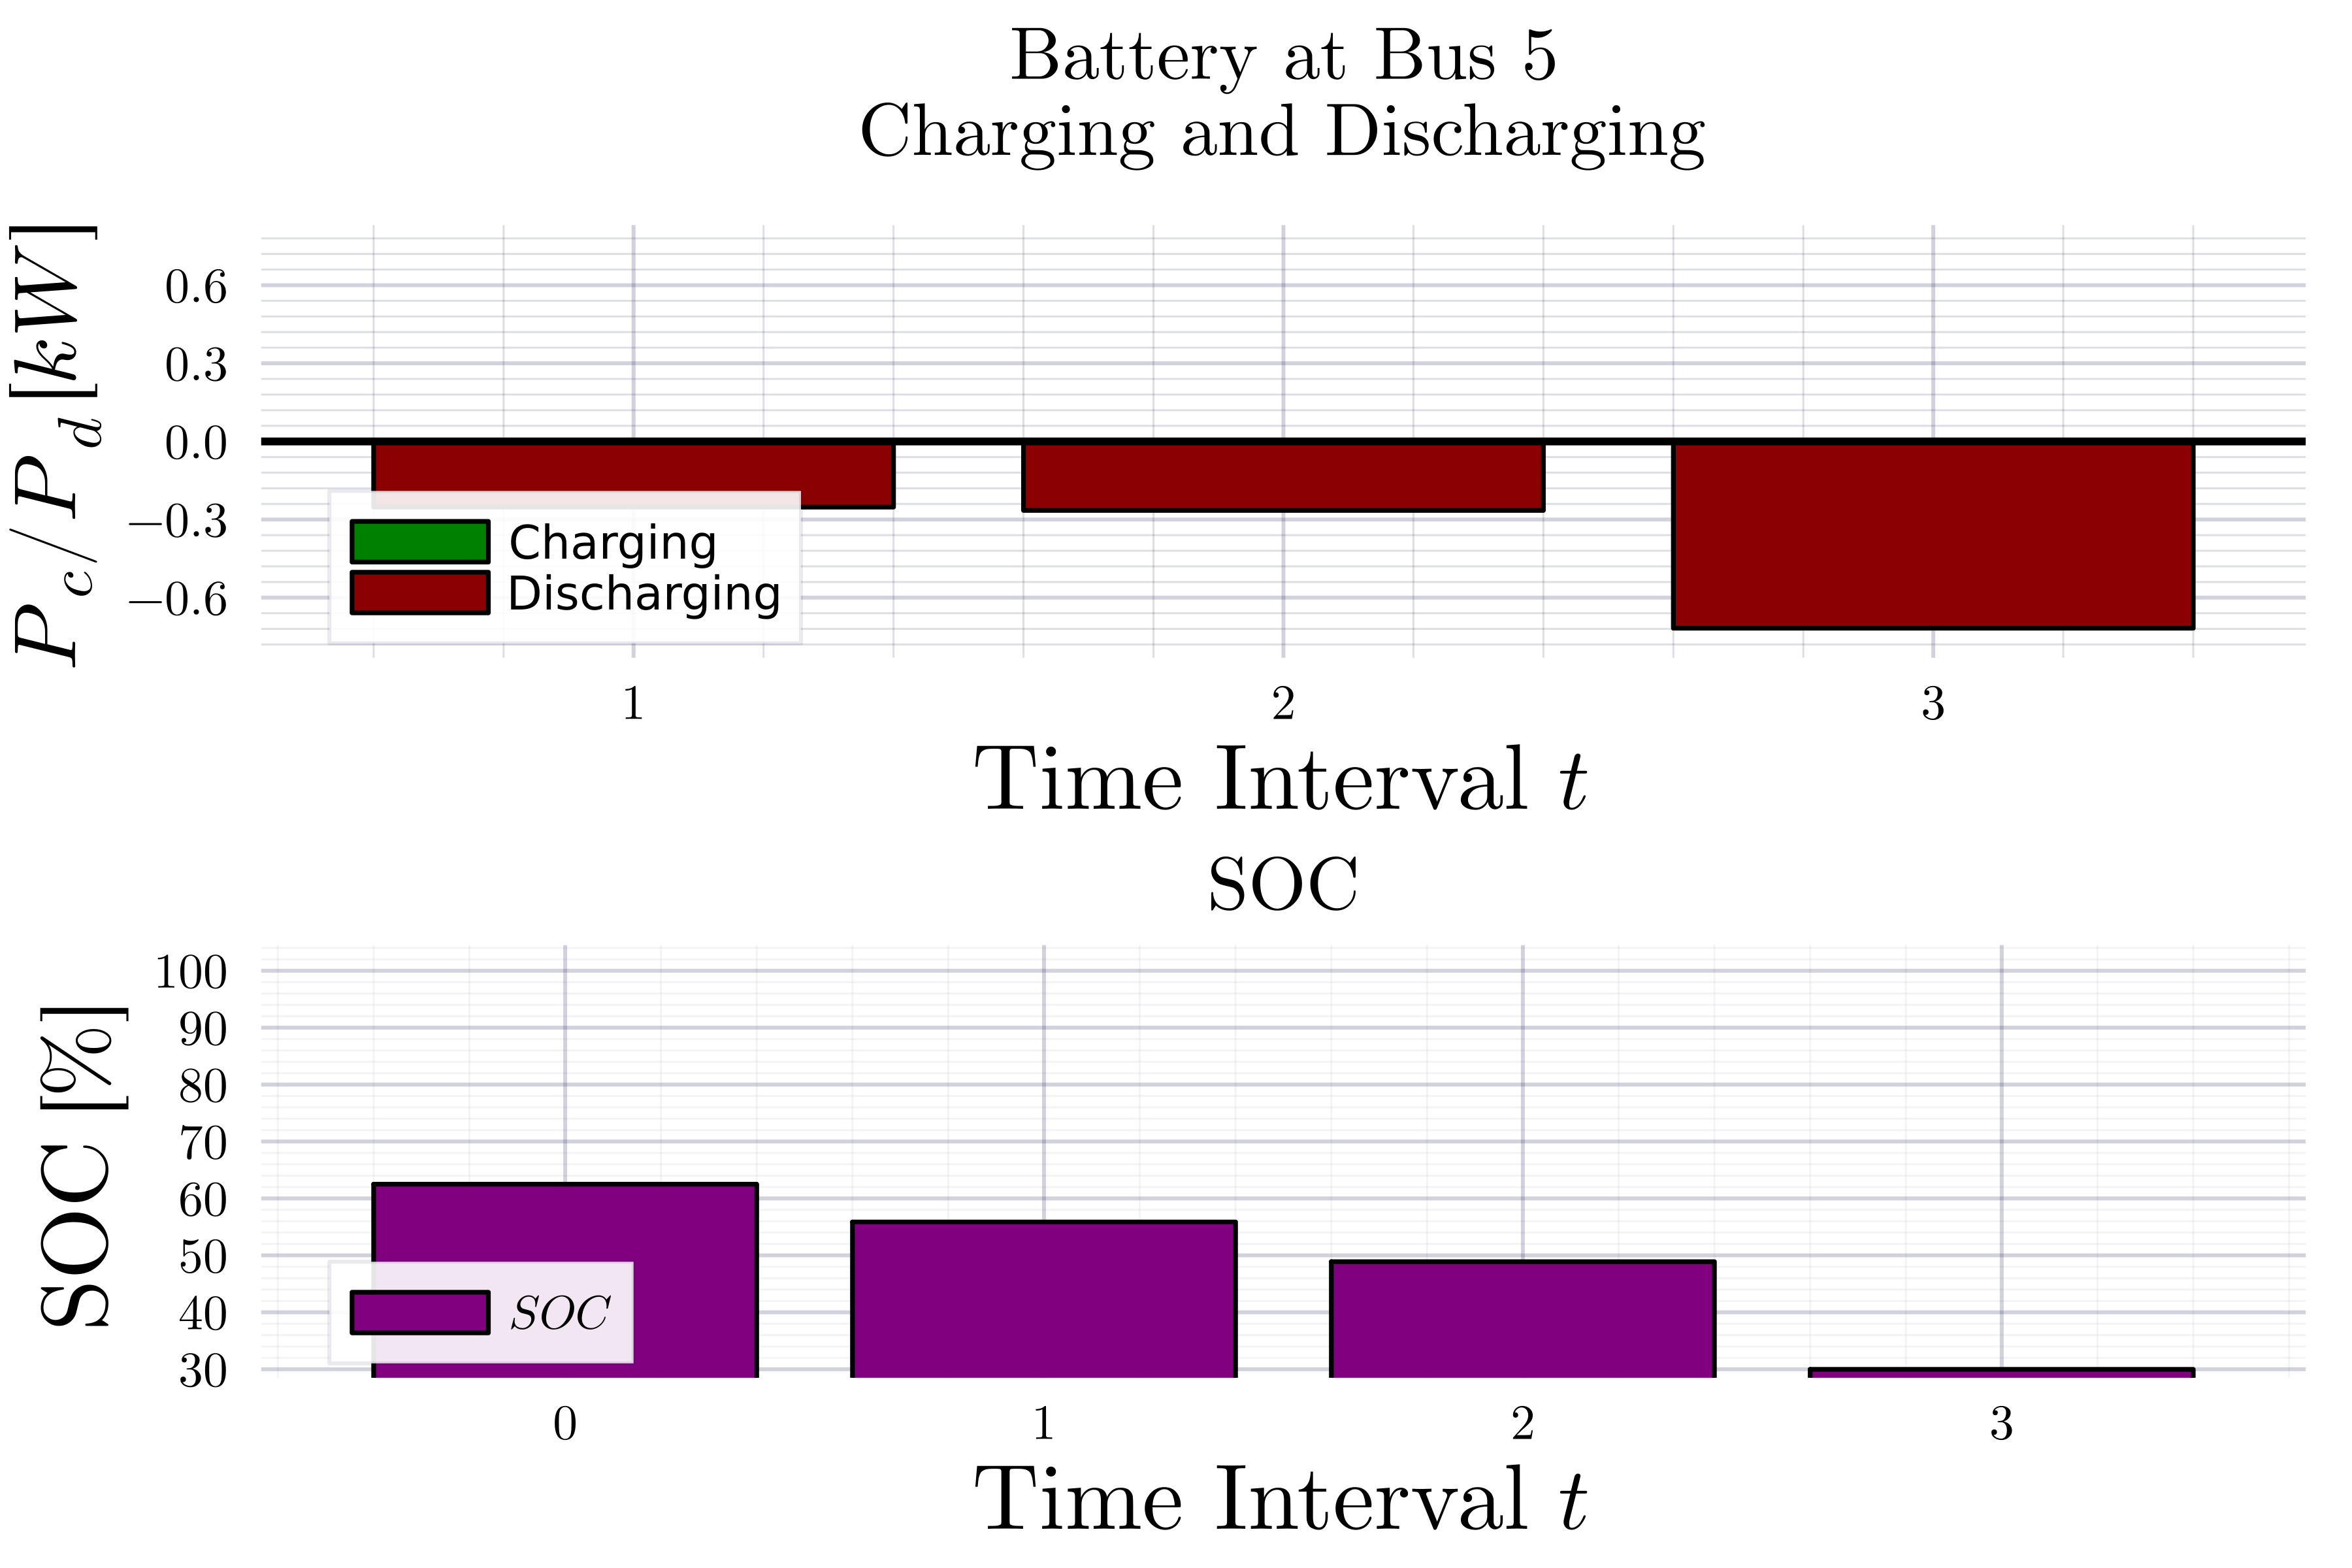 Battery at Bus 5
Charging and Discharging
P_c/P_d [kW]
0.6
0.3
0.0
−0.3
−0.6
Charging
Discharging
1 2 3
Time Interval t
SOC
SOC [%]
100
90
80
70
60
50
40
30
SOC
0 1 2 3
Time Interval t